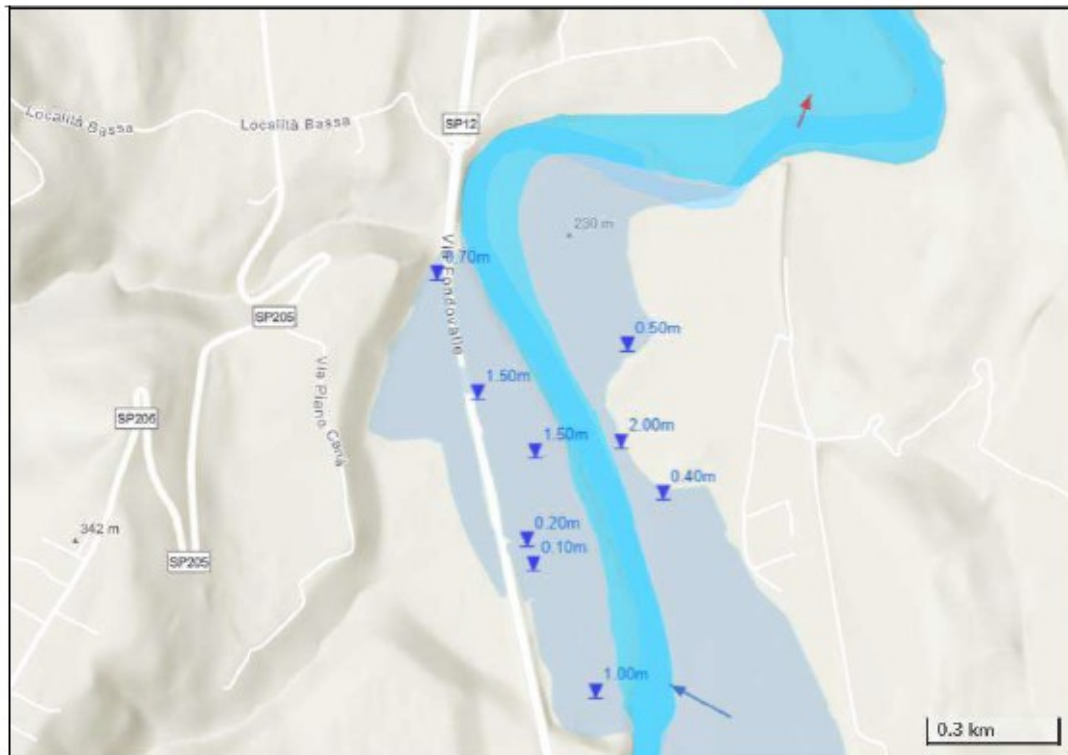 Località Bassa
Località Bassa
SP12
230 m
Via Fondovalle
0.70m
SP205
0.50m
Via Piano Canà
1.50m
SP206
2.00m
1.50m
0.40m
342 m
0.20m
0.10m
SP205
1.00m
0.3 km